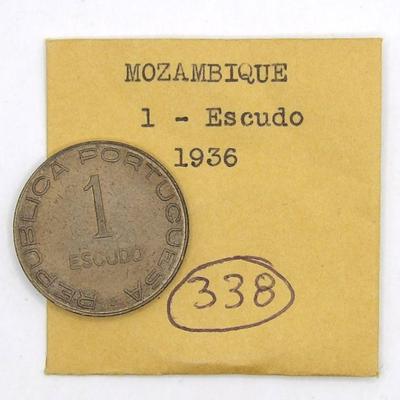 MOZAMBIQUE
1 - Escudo
1936
REPUBLICA PORTUGUESA
1
ESCUDO
338